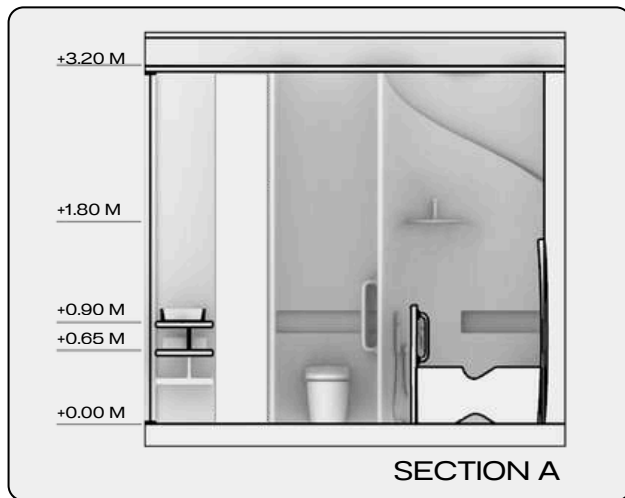 +3.20 M
+1.80 M
+0.90 M
+0.65 M
+0.00 M
SECTION A